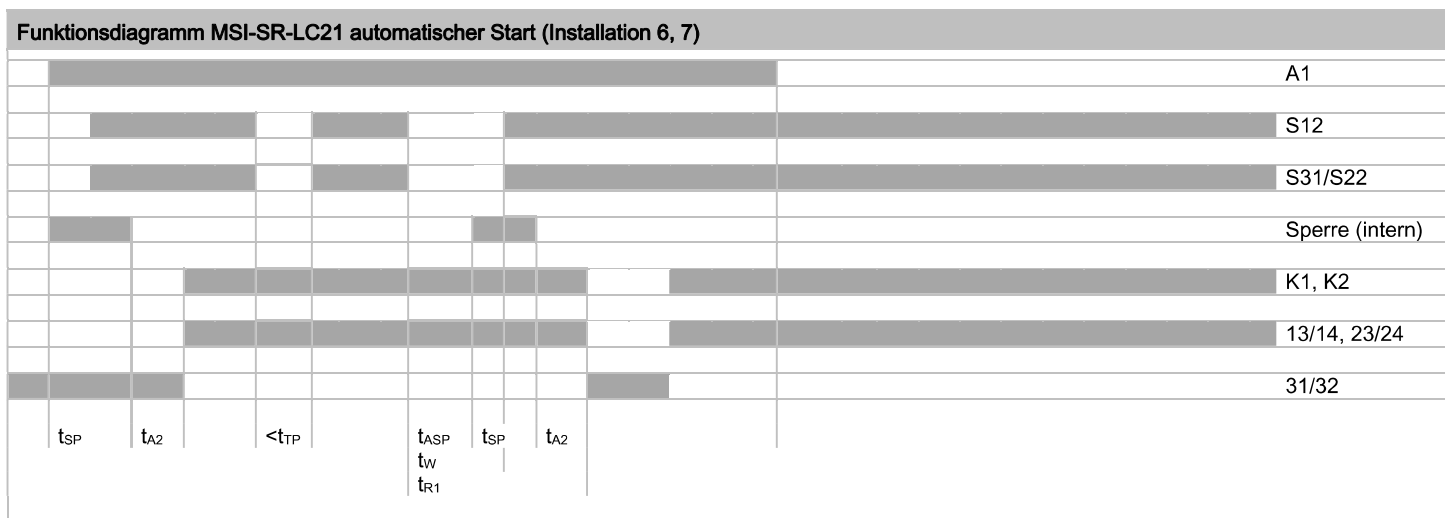 Funktionsdiagramm MSI-SR-LC21 automatischer Start (Installation 6, 7)
A1
S12
S31/S22
Sperre (intern)
K1, K2
13/14, 23/24
31/32
tSP tA2 <tTP tASP tSP tA2
tW
tR1